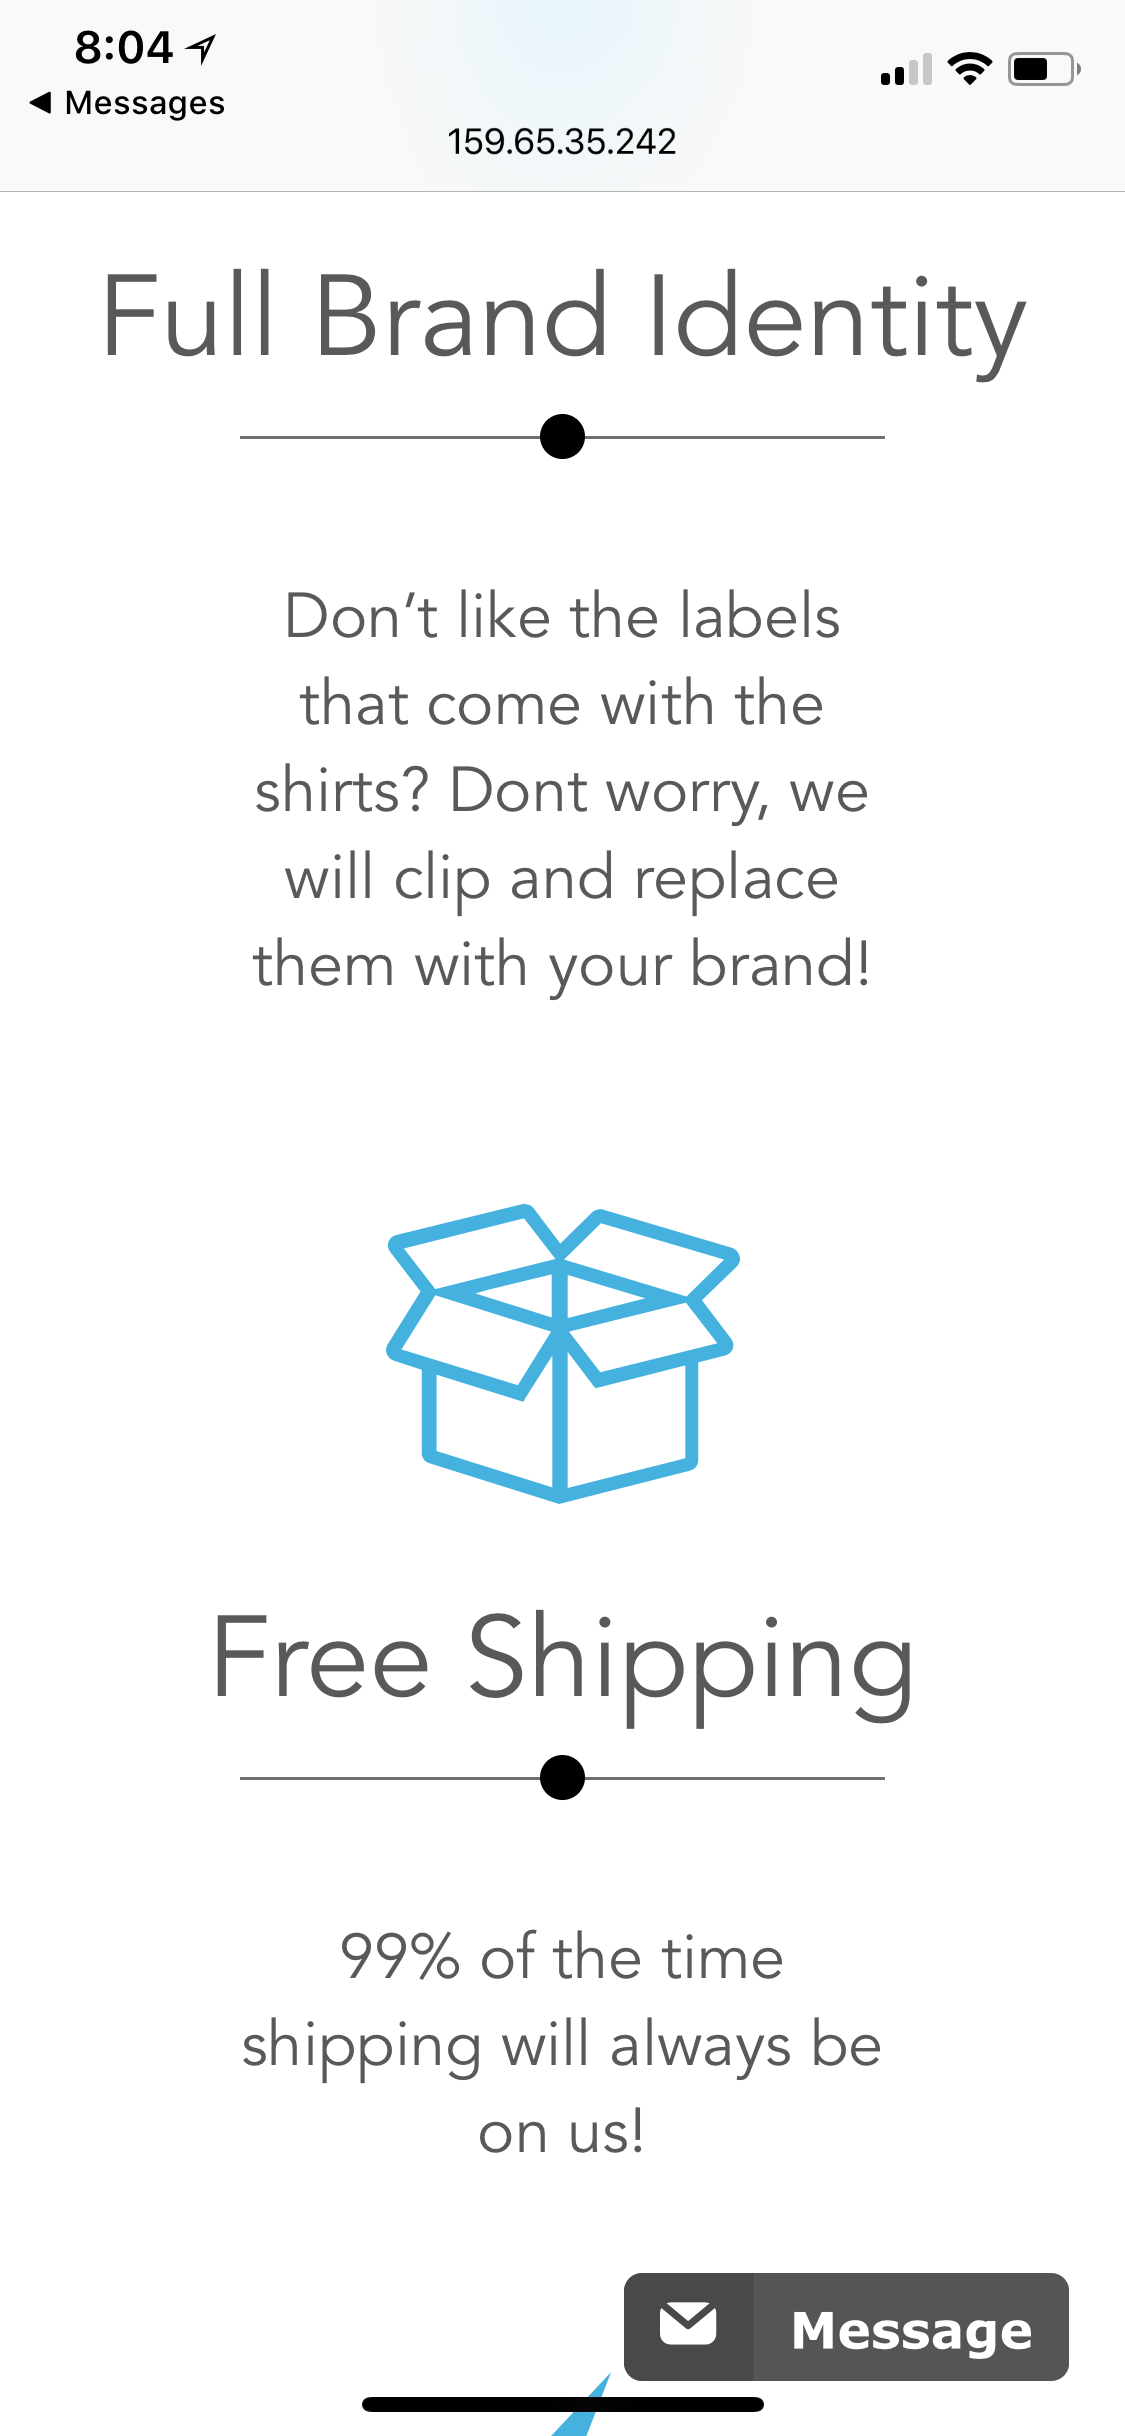 8:04
◀ Messages
159.65.35.242
Full Brand Identity
Don’t like the labels
that come with the
shirts? Dont worry, we
will clip and replace
them with your brand!
Free Shipping
99% of the time
shipping will always be
on us!
Message